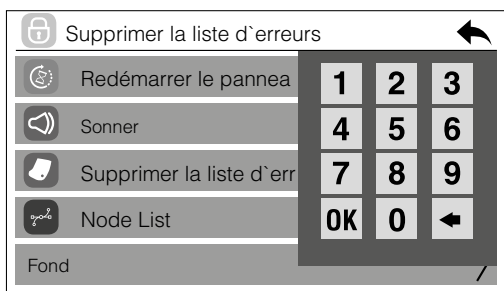 Supprimer la liste d`erreurs
Redémarrer le pannea
Sonner
Supprimer la liste d`err
Node List
Fond
1 2 3
4 5 6
7 8 9
OK 0